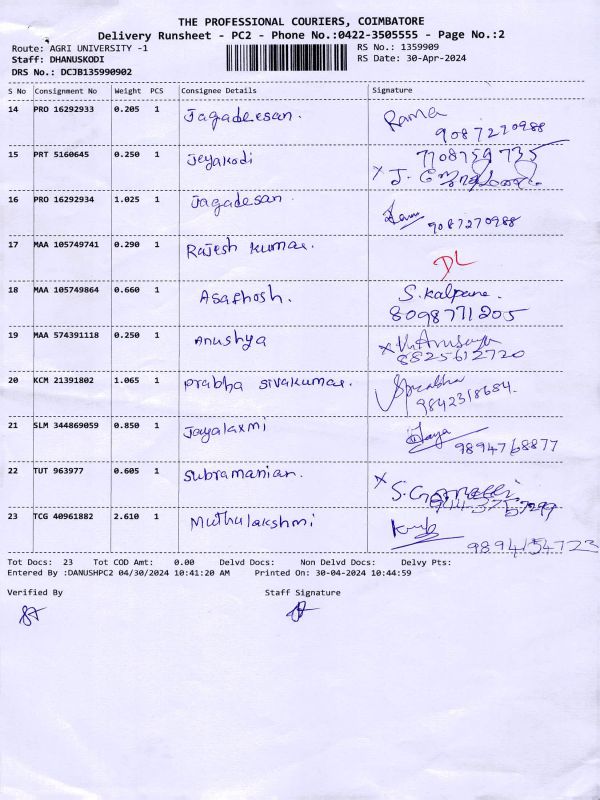 THE PROFESSIONAL COURIERS, COIMBATORE
Delivery Runsheet - PC2 - Phone No.:0422-3505555 - Page No.:2
Route: AGRI UNIVERSITY -1
Staff: DHANUSKODI
DRS No.: DCJB135990902
RS No.: 1359909
RS Date: 30-Apr-2024
S No Consignment No Weight PCS Consignee Details Signature
14 PRO 16292933 0.205 1 Jagadeesan. Rama
9087270988
15 PRT 5160645 0.250 1 Jeyakodi 7708759735
x J.
16 PRO 16292934 1.025 1 Jagadesan
9087270988
17 MAA 105749741 0.290 1 Rajesh kumar. DL
18 MAA 105749864 0.660 1 Asafhosh. S. Kalpana.
8098771205
19 MAA 574391118 0.250 1 Anushya x
8825612720
20 KCM 21391802 1.065 1 prabha sivakumar.
9842318684.
21 SLM 344869059 0.850 1 Jayalaxmi Jaya
9894768877
22 TUT 963977 0.605 1 Subramanian. x S.
23 TCG 40961882 2.610 1 Muthulakshmi
9894154723
Tot Docs: 23 Tot COD Amt: 0.00 Delvd Docs: Non Delvd Docs: Delvy Pts:
Entered By :DANUSHPC2 04/30/2024 10:41:20 AM Printed On: 30-04-2024 10:44:59
Verified By Staff Signature